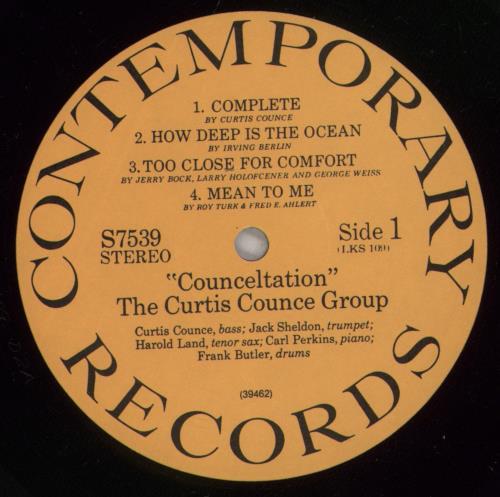 CONTEMPORARY
1. COMPLETE
BY CURTIS COUNCE
2. HOW DEEP IS THE OCEAN
BY IRVING BERLIN
3. TOO CLOSE FOR COMFORT
BY JERRY BOCK, LARRY HOLOFCENER AND GEORGE WEISS
4. MEAN TO ME
BY ROY TURK & FRED E. AHLERT
S7539
STEREO
Side 1
(LKS 109)
"Counceltation"
The Curtis Counce Group
Curtis Counce, bass; Jack Sheldon, trumpet;
Harold Land, tenor sax; Carl Perkins, piano;
Frank Butler, drums
(39462)
RECORDS